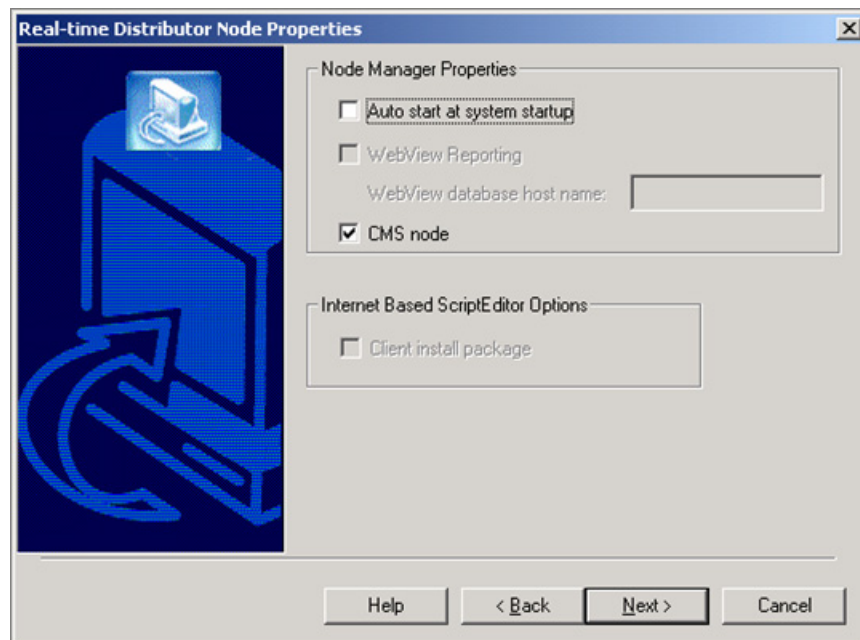 Real-time Distributor Node Properties
Node Manager Properties
Auto start at system startup
WebView Reporting
WebView database host name:
CMS node
Internet Based ScriptEditor Options
Client install package
Help < Back Next > Cancel